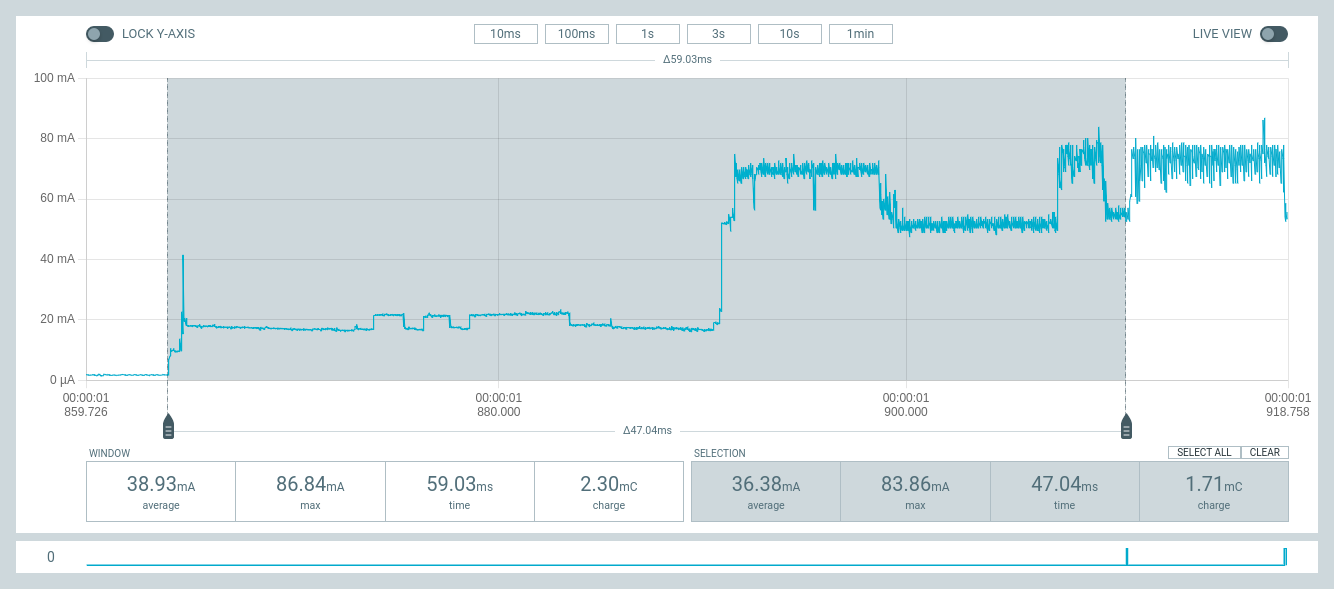 LOCK Y-AXIS 10ms 100ms 1s 3s 10s 1min LIVE VIEW
Δ59.03ms
100 mA
80 mA
60 mA
40 mA
20 mA
0 µA
00:00:01 00:00:01 00:00:01 00:00:01
859.726 880.000 900.000 918.758
Δ47.04ms
WINDOW SELECTION SELECT ALL CLEAR
38.93mA 86.84mA 59.03ms 2.30mC 36.38mA 83.86mA 47.04ms 1.71mC
average max time charge average max time charge
0